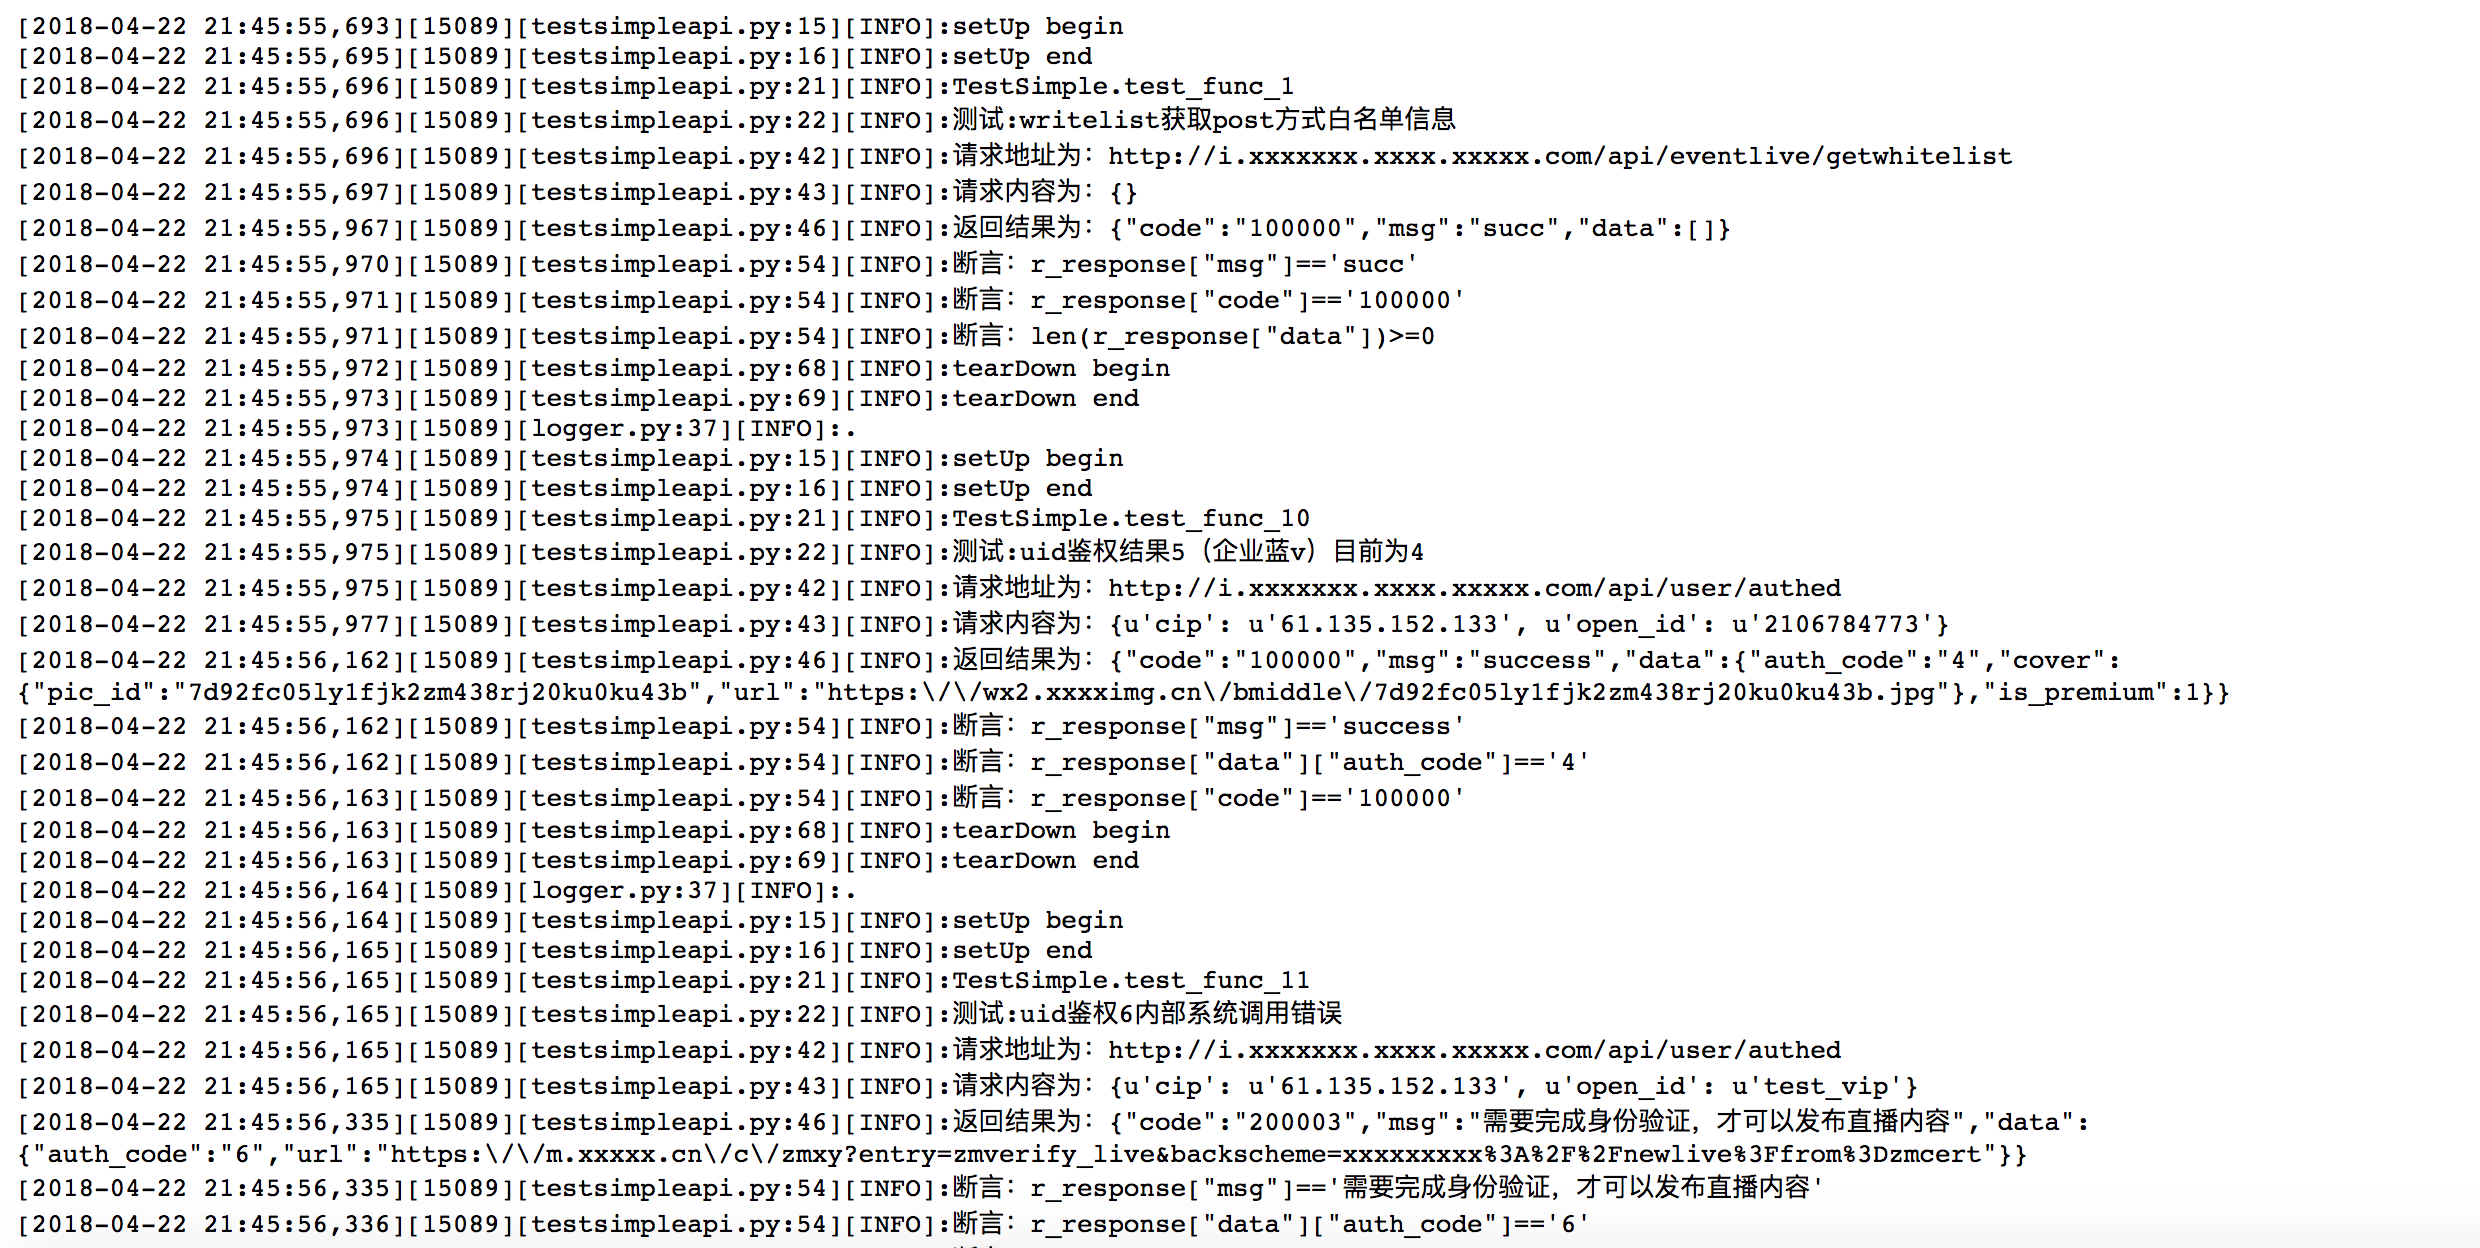 [2018-04-22 21:45:55,693][15089][testsimpleapi.py:15][INFO]:setUp begin
[2018-04-22 21:45:55,695][15089][testsimpleapi.py:16][INFO]:setUp end
[2018-04-22 21:45:55,696][15089][testsimpleapi.py:21][INFO]:TestSimple.test_func_1
[2018-04-22 21:45:55,696][15089][testsimpleapi.py:22][INFO]:测试:writelist获取post方式白名单信息
[2018-04-22 21:45:55,696][15089][testsimpleapi.py:42][INFO]:请求地址为：http://i.xxxxxxx.xxxx.xxxxx.com/api/eventlive/getwhitelist
[2018-04-22 21:45:55,697][15089][testsimpleapi.py:43][INFO]:请求内容为：{}
[2018-04-22 21:45:55,967][15089][testsimpleapi.py:46][INFO]:返回结果为：{"code":"100000","msg":"succ","data":[]}
[2018-04-22 21:45:55,970][15089][testsimpleapi.py:54][INFO]:断言：r_response["msg"]=='succ'
[2018-04-22 21:45:55,971][15089][testsimpleapi.py:54][INFO]:断言：r_response["code"]=='100000'
[2018-04-22 21:45:55,971][15089][testsimpleapi.py:54][INFO]:断言：len(r_response["data"])>=0
[2018-04-22 21:45:55,972][15089][testsimpleapi.py:68][INFO]:tearDown begin
[2018-04-22 21:45:55,973][15089][testsimpleapi.py:69][INFO]:tearDown end
[2018-04-22 21:45:55,973][15089][logger.py:37][INFO]:.
[2018-04-22 21:45:55,974][15089][testsimpleapi.py:15][INFO]:setUp begin
[2018-04-22 21:45:55,974][15089][testsimpleapi.py:16][INFO]:setUp end
[2018-04-22 21:45:55,975][15089][testsimpleapi.py:21][INFO]:TestSimple.test_func_10
[2018-04-22 21:45:55,975][15089][testsimpleapi.py:22][INFO]:测试:uid鉴权结果5（企业蓝v）目前为4
[2018-04-22 21:45:55,975][15089][testsimpleapi.py:42][INFO]:请求地址为：http://i.xxxxxxx.xxxx.xxxxx.com/api/user/authed
[2018-04-22 21:45:55,977][15089][testsimpleapi.py:43][INFO]:请求内容为：{u'cip': u'61.135.152.133', u'open_id': u'2106784773'}
[2018-04-22 21:45:56,162][15089][testsimpleapi.py:46][INFO]:返回结果为：{"code":"100000","msg":"success","data":{"auth_code":"4","cover":
{"pic_id":"7d92fc05ly1fjk2zm438rj20ku0ku43b","url":"https:\/\/wx2.xxxximg.cn\/bmiddle\/7d92fc05ly1fjk2zm438rj20ku0ku43b.jpg"},"is_premium":1}}
[2018-04-22 21:45:56,162][15089][testsimpleapi.py:54][INFO]:断言：r_response["msg"]=='success'
[2018-04-22 21:45:56,162][15089][testsimpleapi.py:54][INFO]:断言：r_response["data"]["auth_code"]=='4'
[2018-04-22 21:45:56,163][15089][testsimpleapi.py:54][INFO]:断言：r_response["code"]=='100000'
[2018-04-22 21:45:56,163][15089][testsimpleapi.py:68][INFO]:tearDown begin
[2018-04-22 21:45:56,163][15089][testsimpleapi.py:69][INFO]:tearDown end
[2018-04-22 21:45:56,164][15089][logger.py:37][INFO]:.
[2018-04-22 21:45:56,164][15089][testsimpleapi.py:15][INFO]:setUp begin
[2018-04-22 21:45:56,165][15089][testsimpleapi.py:16][INFO]:setUp end
[2018-04-22 21:45:56,165][15089][testsimpleapi.py:21][INFO]:TestSimple.test_func_11
[2018-04-22 21:45:56,165][15089][testsimpleapi.py:22][INFO]:测试:uid鉴权6内部系统调用错误
[2018-04-22 21:45:56,165][15089][testsimpleapi.py:42][INFO]:请求地址为：http://i.xxxxxxx.xxxx.xxxxx.com/api/user/authed
[2018-04-22 21:45:56,165][15089][testsimpleapi.py:43][INFO]:请求内容为：{u'cip': u'61.135.152.133', u'open_id': u'test_vip'}
[2018-04-22 21:45:56,335][15089][testsimpleapi.py:46][INFO]:返回结果为：{"code":"200003","msg":"需要完成身份验证，才可以发布直播内容","data":
{"auth_code":"6","url":"https:\/\/m.xxxxx.cn\/c\/zmxy?entry=zmverify_live&backscheme=xxxxxxxxx%3A%2F%2Fnewlive%3Ffrom%3Dzmcert"}}
[2018-04-22 21:45:56,335][15089][testsimpleapi.py:54][INFO]:断言：r_response["msg"]=='需要完成身份验证，才可以发布直播内容'
[2018-04-22 21:45:56,336][15089][testsimpleapi.py:54][INFO]:断言：r_response["data"]["auth_code"]=='6'